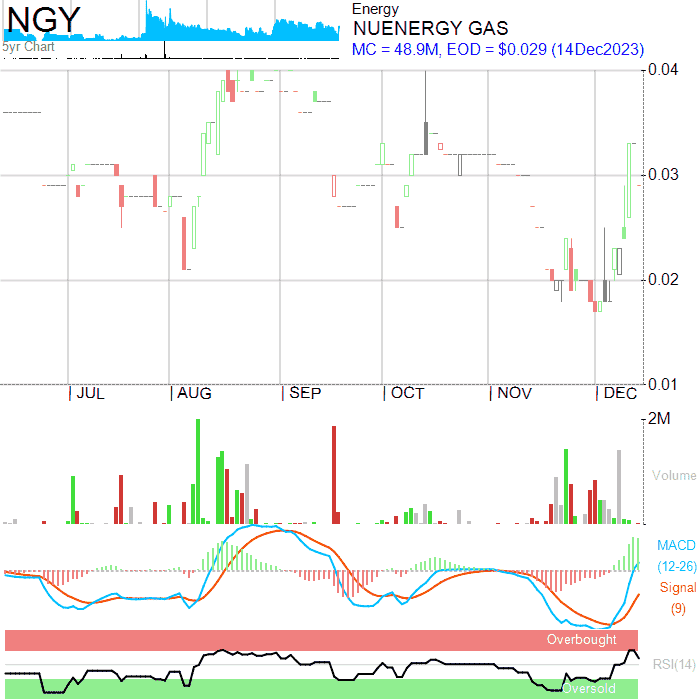 NGY
5yr Chart
Energy
NUENERGY GAS
MC = 48.9M, EOD = $0.029 (14Dec2023)
0.04
0.03
0.02
0.01
JUL
AUG
SEP
OCT
NOV
DEC
2M
Volume
MACD
(12-26)
Signal
(9)
Overbought
RSI(14)
Oversold